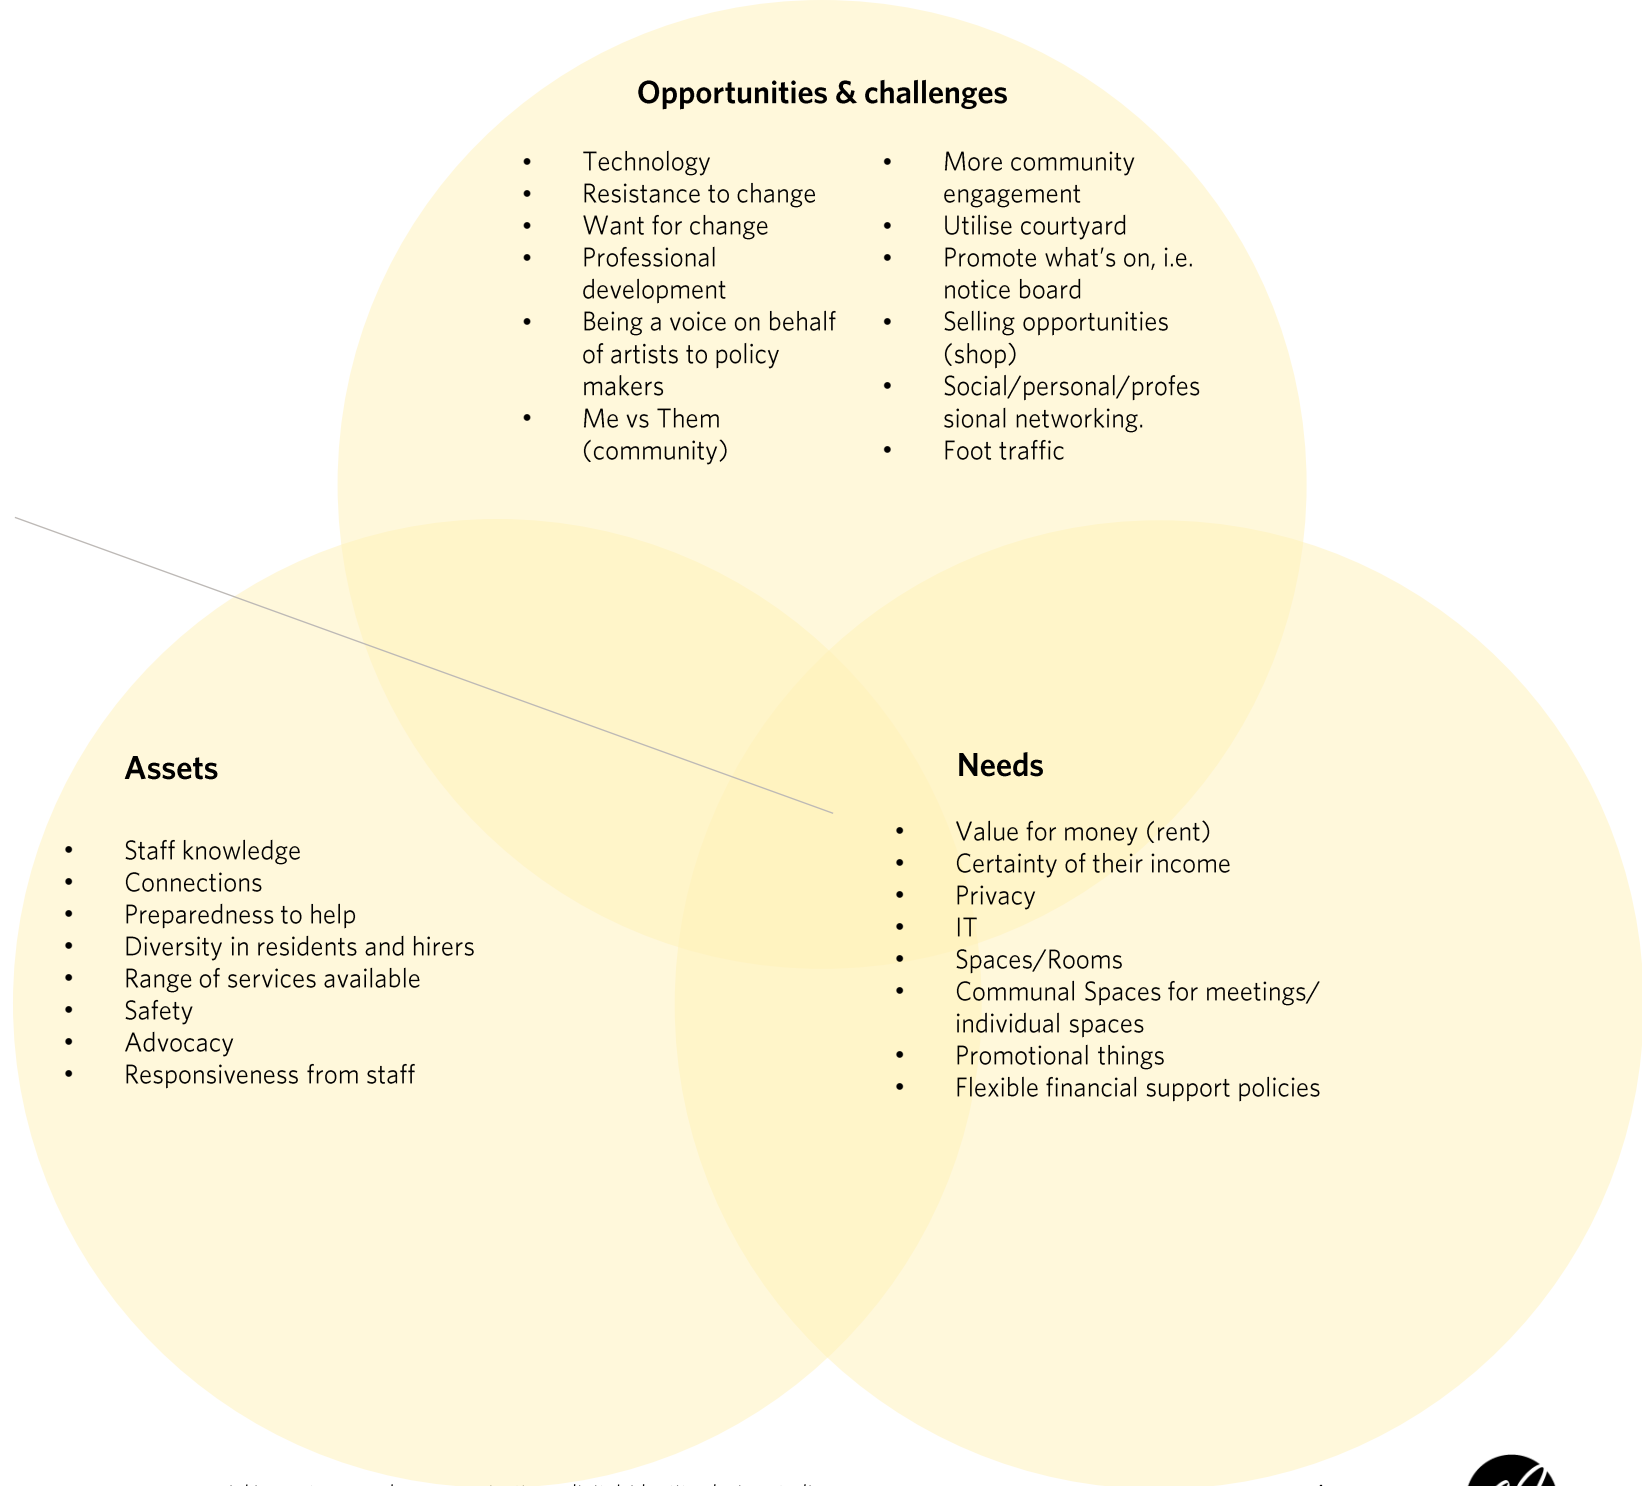 Opportunities & challenges
• Technology
• Resistance to change
• Want for change
• Professional
development
• Being a voice on behalf
of artists to policy
makers
• Me vs Them
(community)
• More community
engagement
• Utilise courtyard
• Promote what’s on, i.e.
notice board
• Selling opportunities
(shop)
• Social/personal/profes
sional networking.
• Foot traffic
Assets
• Staff knowledge
• Connections
• Preparedness to help
• Diversity in residents and hirers
• Range of services available
• Safety
• Advocacy
• Responsiveness from staff
Needs
• Value for money (rent)
• Certainty of their income
• Privacy
• IT
• Spaces/Rooms
• Communal Spaces for meetings/
individual spaces
• Promotional things
• Flexible financial support policies